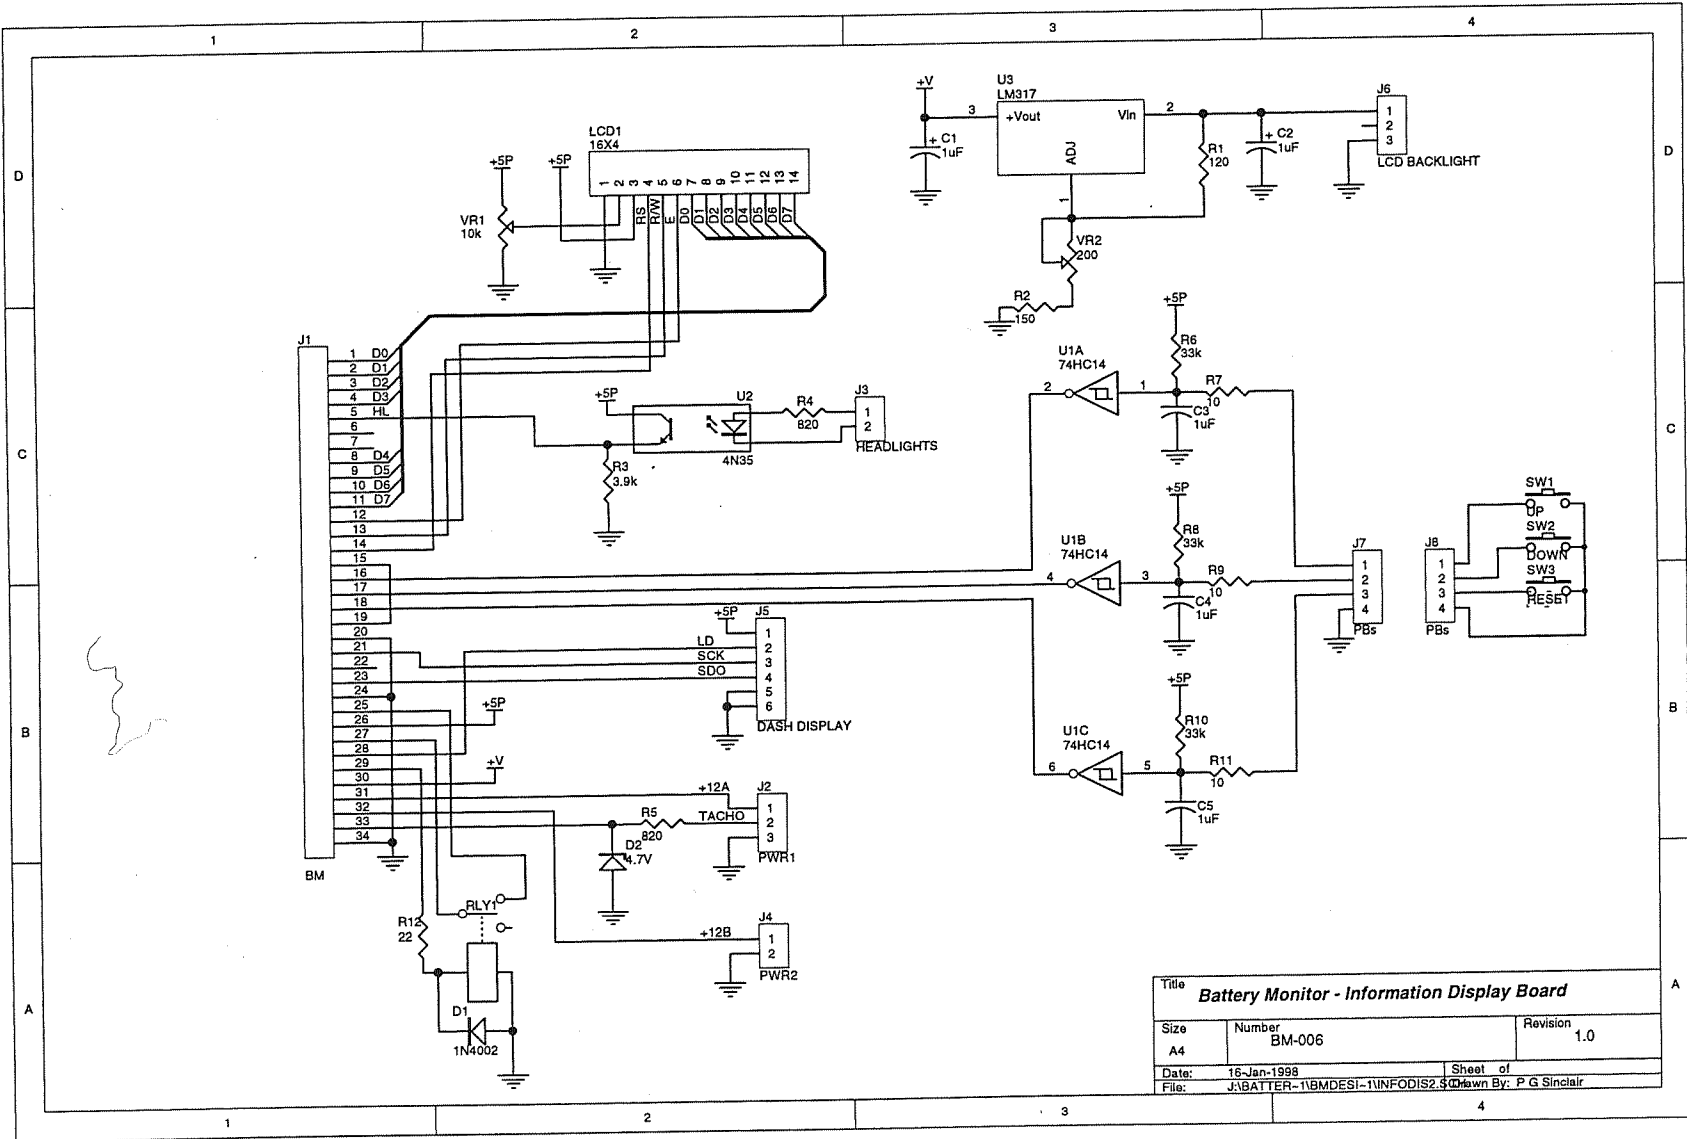 1 2 3 4
D C B A
+5P
VR1
10k
+5P
LCD1
16X4
1 2 3 4 5 6 7 8 9 10 11 12 13 14
RS R/W E D0 D1 D2 D3 D4 D5 D6 D7
+V
C1
+
1uF
3
U3
LM317
+Vout
Vin
ADJ
1
2
R1
120
+ C2
1uF
J6
1
2
3
LCD BACKLIGHT
VR2
200
R2
150
J1
1 D0
2 D1
3 D2
4 D3
5 HL
6
7
8 D4
9 D5
10 D6
11 D7
12
13
14
15
16
17
18
19
20
21
22
23
24
25
26
27
28
29
30
31
32
33
34
BM
+5P
U2
4N35
R3
3.9k
R4
820
J3
1
2
HEADLIGHTS
U1A
74HC14
2
1
+5P
R6
33k
R7
10
C3
1uF
U1B
74HC14
4
3
+5P
R8
33k
R9
10
C4
1uF
U1C
74HC14
6
5
+5P
R10
33k
R11
10
C5
1uF
J7
1
2
3
4
PBs
J8
1
2
3
4
PBs
SW1
UP
SW2
DOWN
SW3
RESET
+5P
J5
LD
SCK
SDO
1
2
3
4
5
6
DASH DISPLAY
+5P
+V
+12A
TACHO
J2
1
2
3
PWR1
R5
820
D2
4.7V
+12B
J4
1
2
PWR2
RLY1
R12
22
D1
1N4002
Title
Battery Monitor - Information Display Board
Size
A4
Number
BM-006
Revision
1.0
Date: 16-Jan-1998 Sheet of
File: J:\BATTER~1\BMDESI~1\INFODIS2.SCH Drawn By: P G Sinclair
D C B A
1 2 3 4